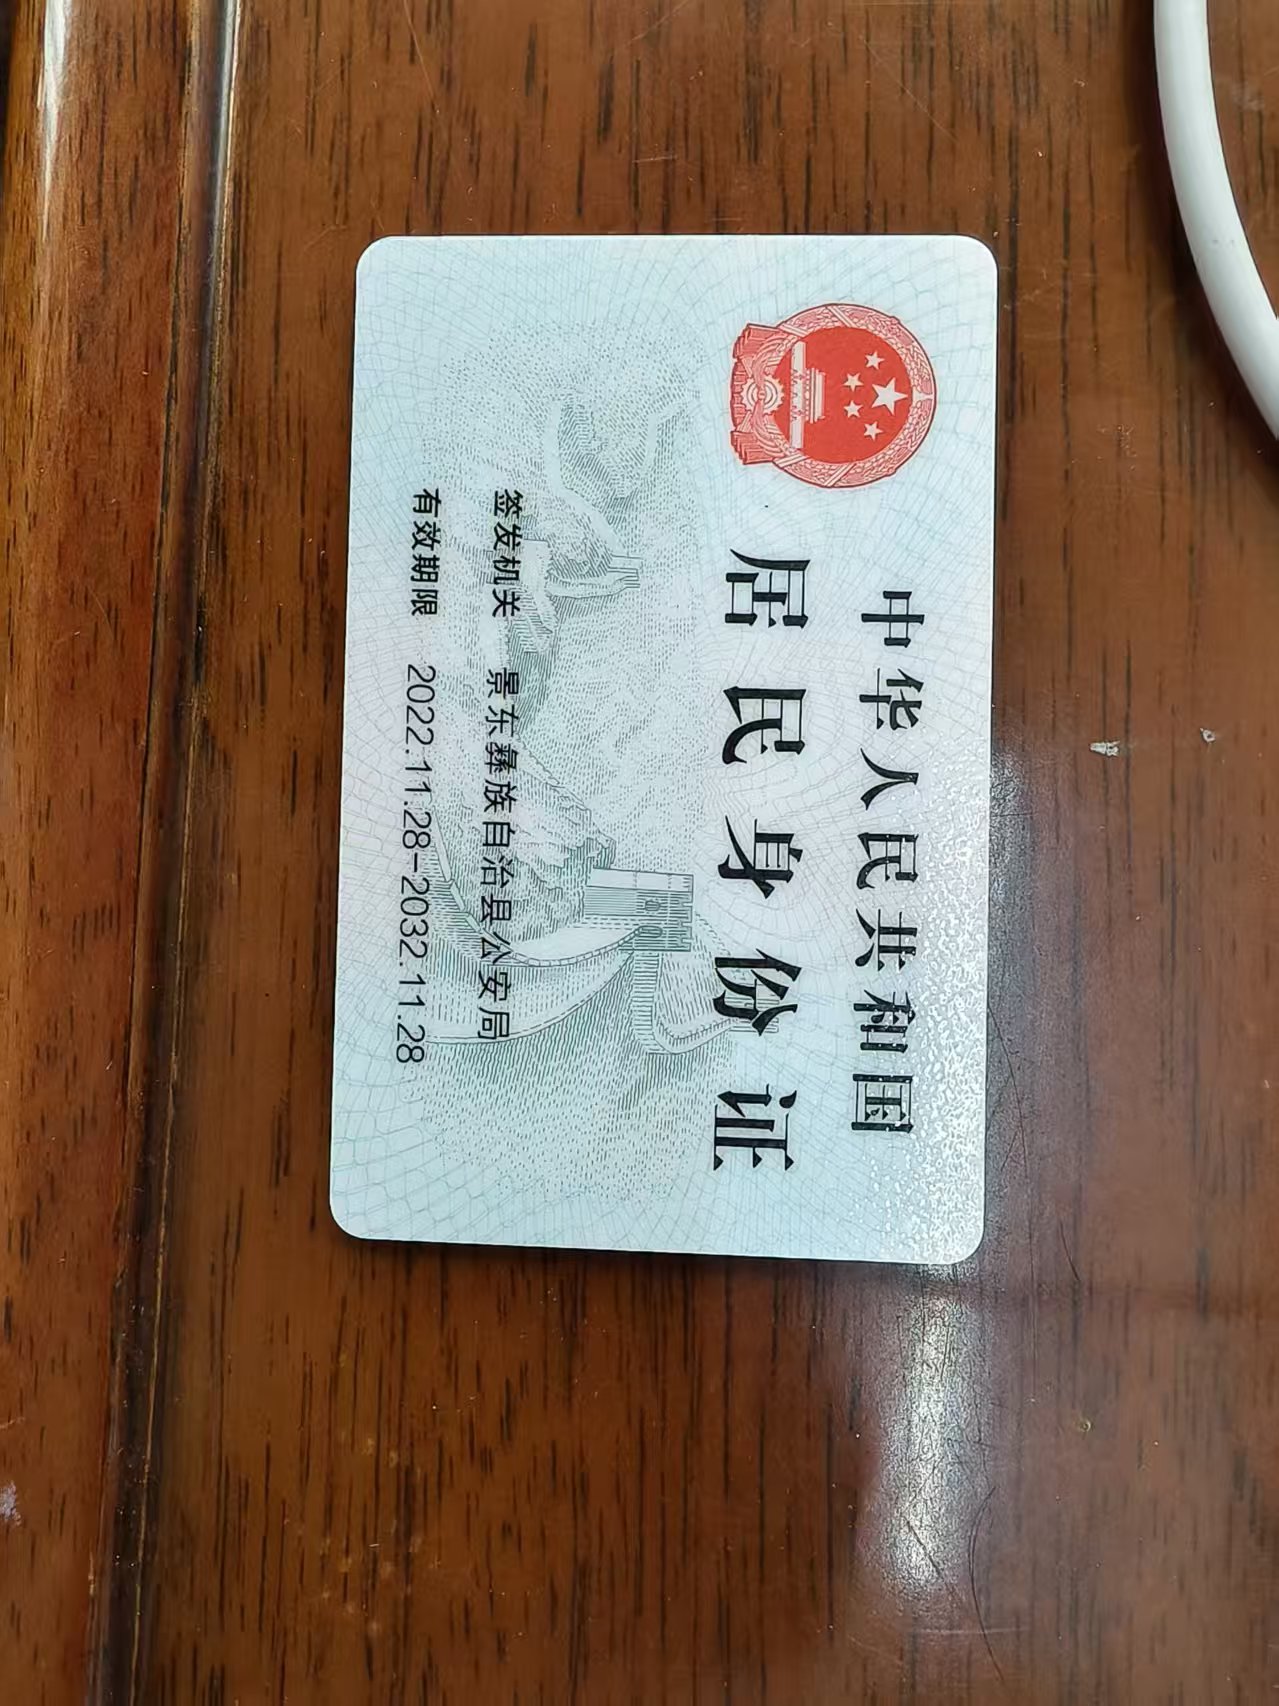 中华人民共和国
居民身份证
签发机关 景东彝族自治县公安局
有效期限 2022.11.28-2032.11.28